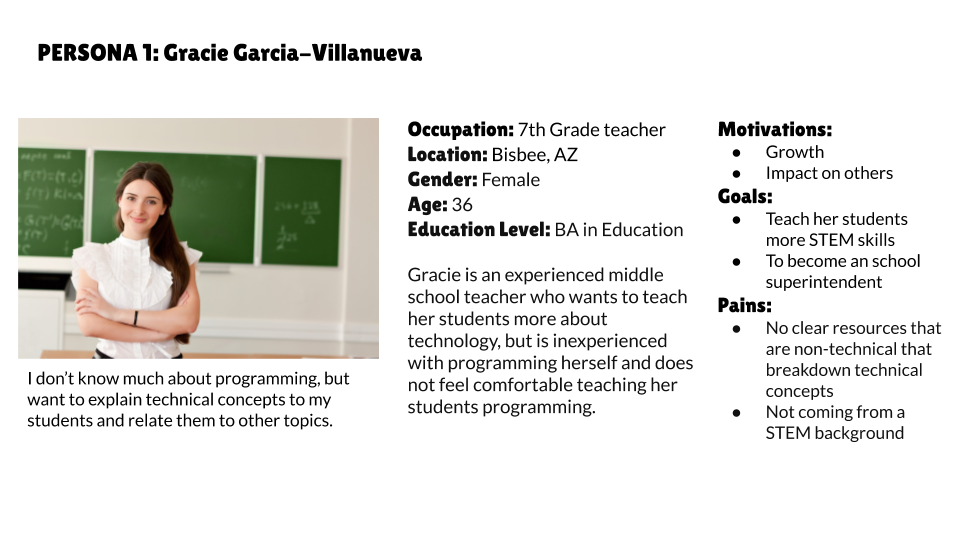 PERSONA 1: Gracie Garcia-Villanueva
I don't know much about programming, but
want to explain technical concepts to my
students and relate them to other topics.
Occupation: 7th Grade teacher
Location: Bisbee, AZ
Gender: Female
Age: 36
Education Level: BA in Education
Gracie is an experienced middle
school teacher who wants to teach
her students more about
technology, but is inexperienced
with programming herself and does
not feel comfortable teaching her
students programming.
Motivations:
● Growth
● Impact on others
Goals:
● Teach her students
more STEM skills
● To become an school
superintendent
Pains:
● No clear resources that
are non-technical that
breakdown technical
concepts
● Not coming from a
STEM background